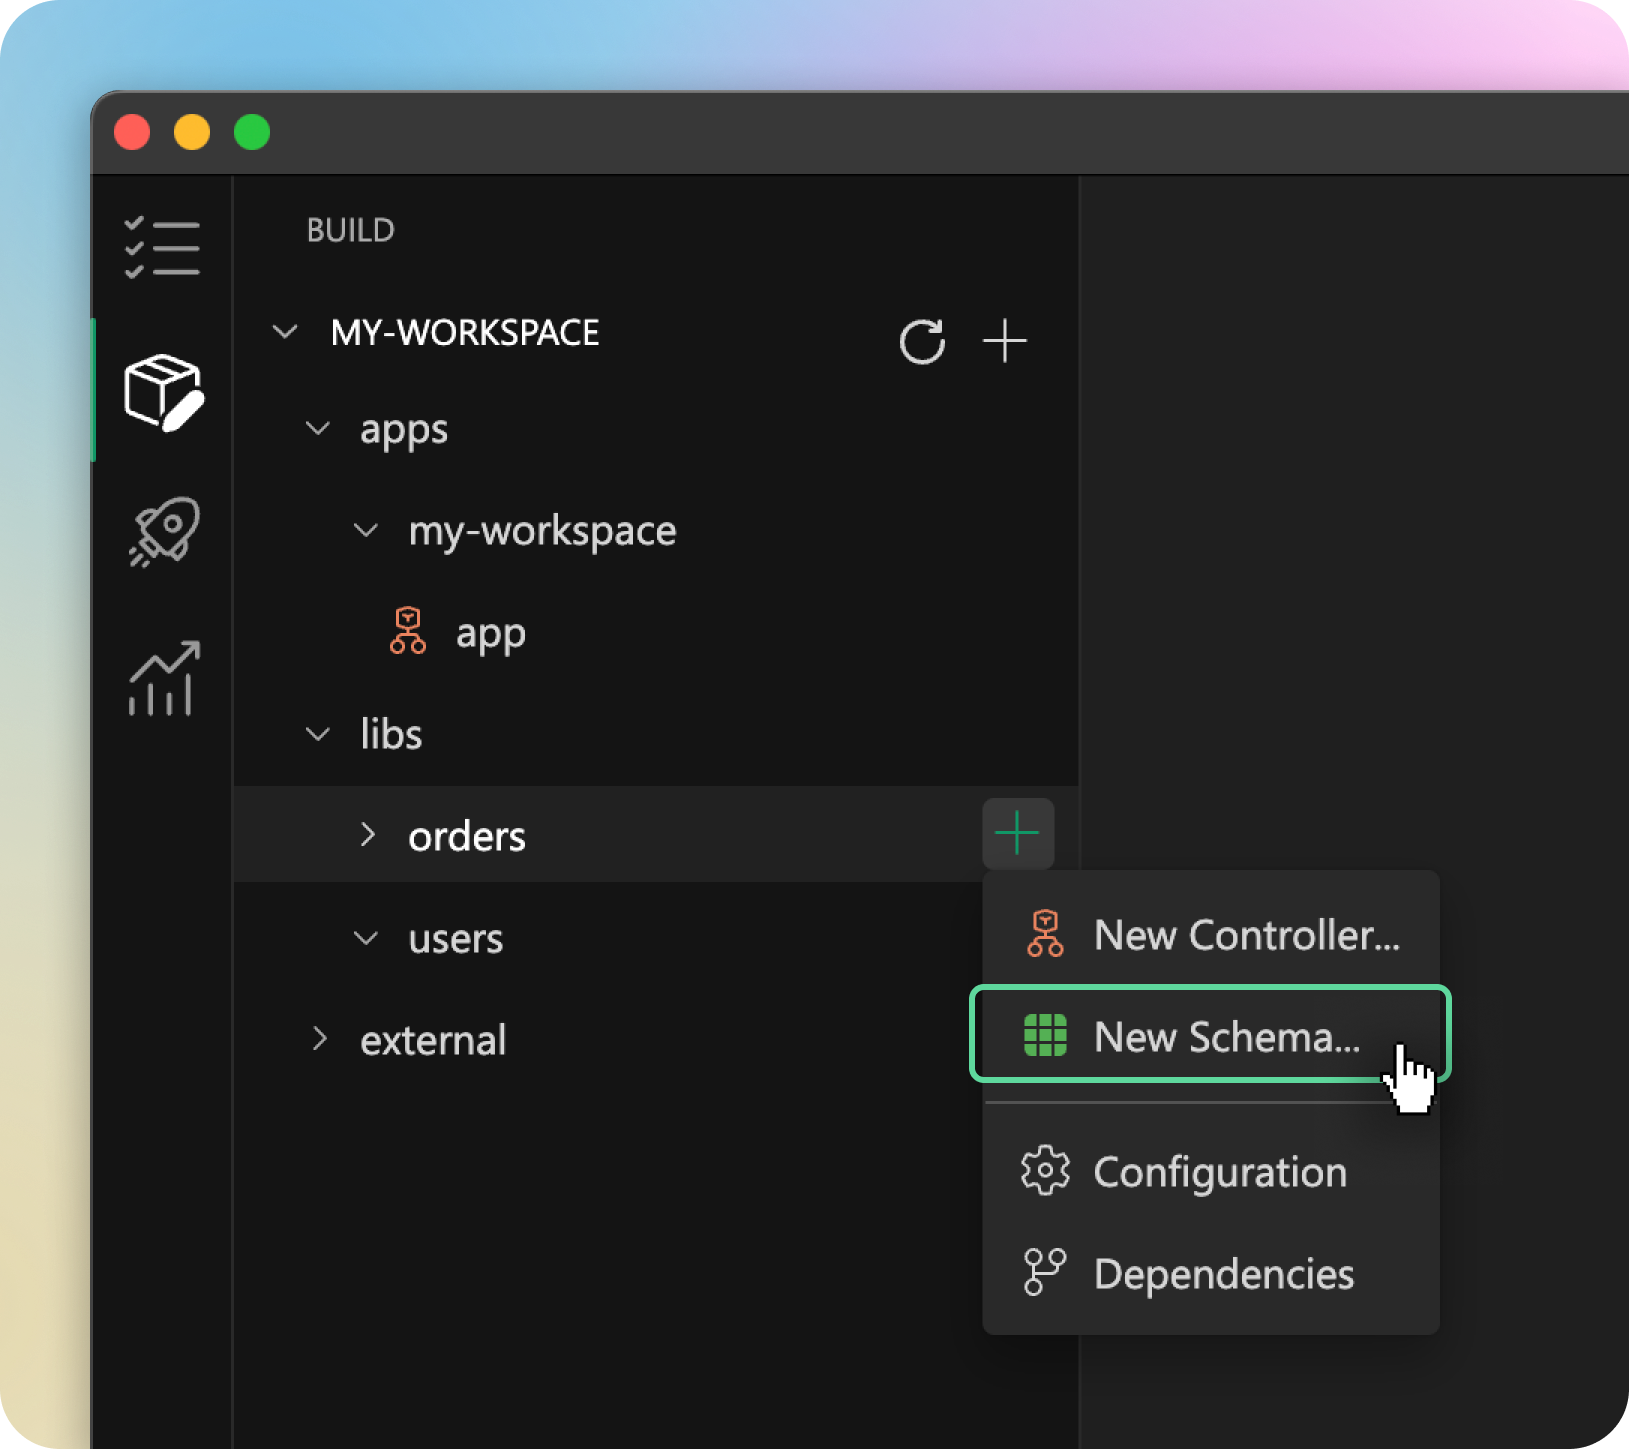 BUILD
MY-WORKSPACE
apps
my-workspace
app
libs
orders
users
external
New Controller...
New Schema...
Configuration
Dependencies